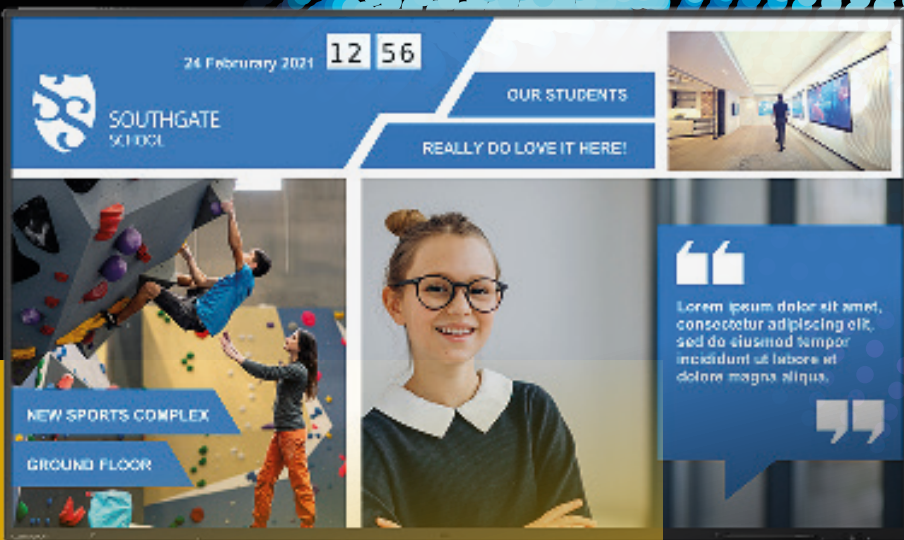 24 Februrary 2021
12 56
SOUTHGATE
SCHOOL
OUR STUDENTS
REALLY DO LOVE IT HERE!
NEW SPORTS COMPLEX
GROUND FLOOR
Lorem ipsum dolor sit amet,
consectetur adipiscing elit,
sed do eiusmod tempor
incididunt ut labore et
dolore magna aliqua.